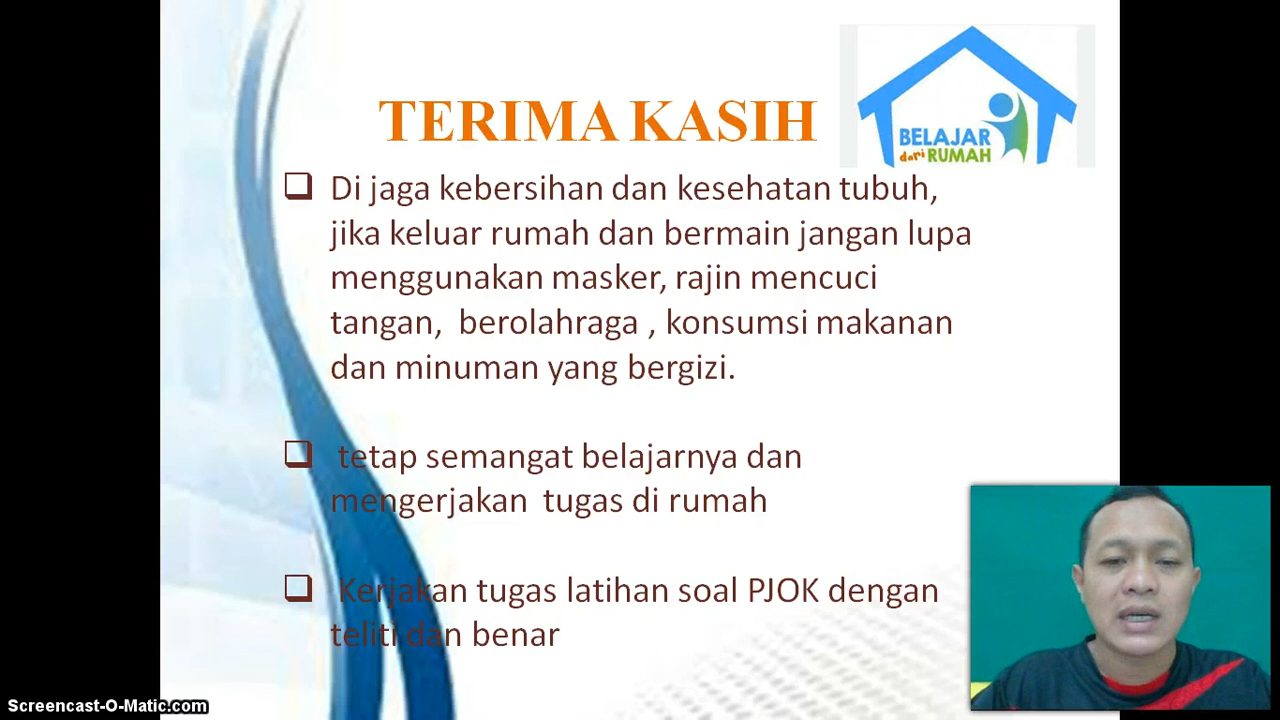 TERIMA KASIH
BELAJAR
dari RUMAH
❑ Di jaga kebersihan dan kesehatan tubuh,
jika keluar rumah dan bermain jangan lupa
menggunakan masker, rajin mencuci
tangan,  berolahraga , konsumsi makanan
dan minuman yang bergizi.
❑ tetap semangat belajarnya dan
mengerjakan  tugas di rumah
❑ Kerjakan tugas latihan soal PJOK dengan
teliti dan benar
Screencast-O-Matic.com